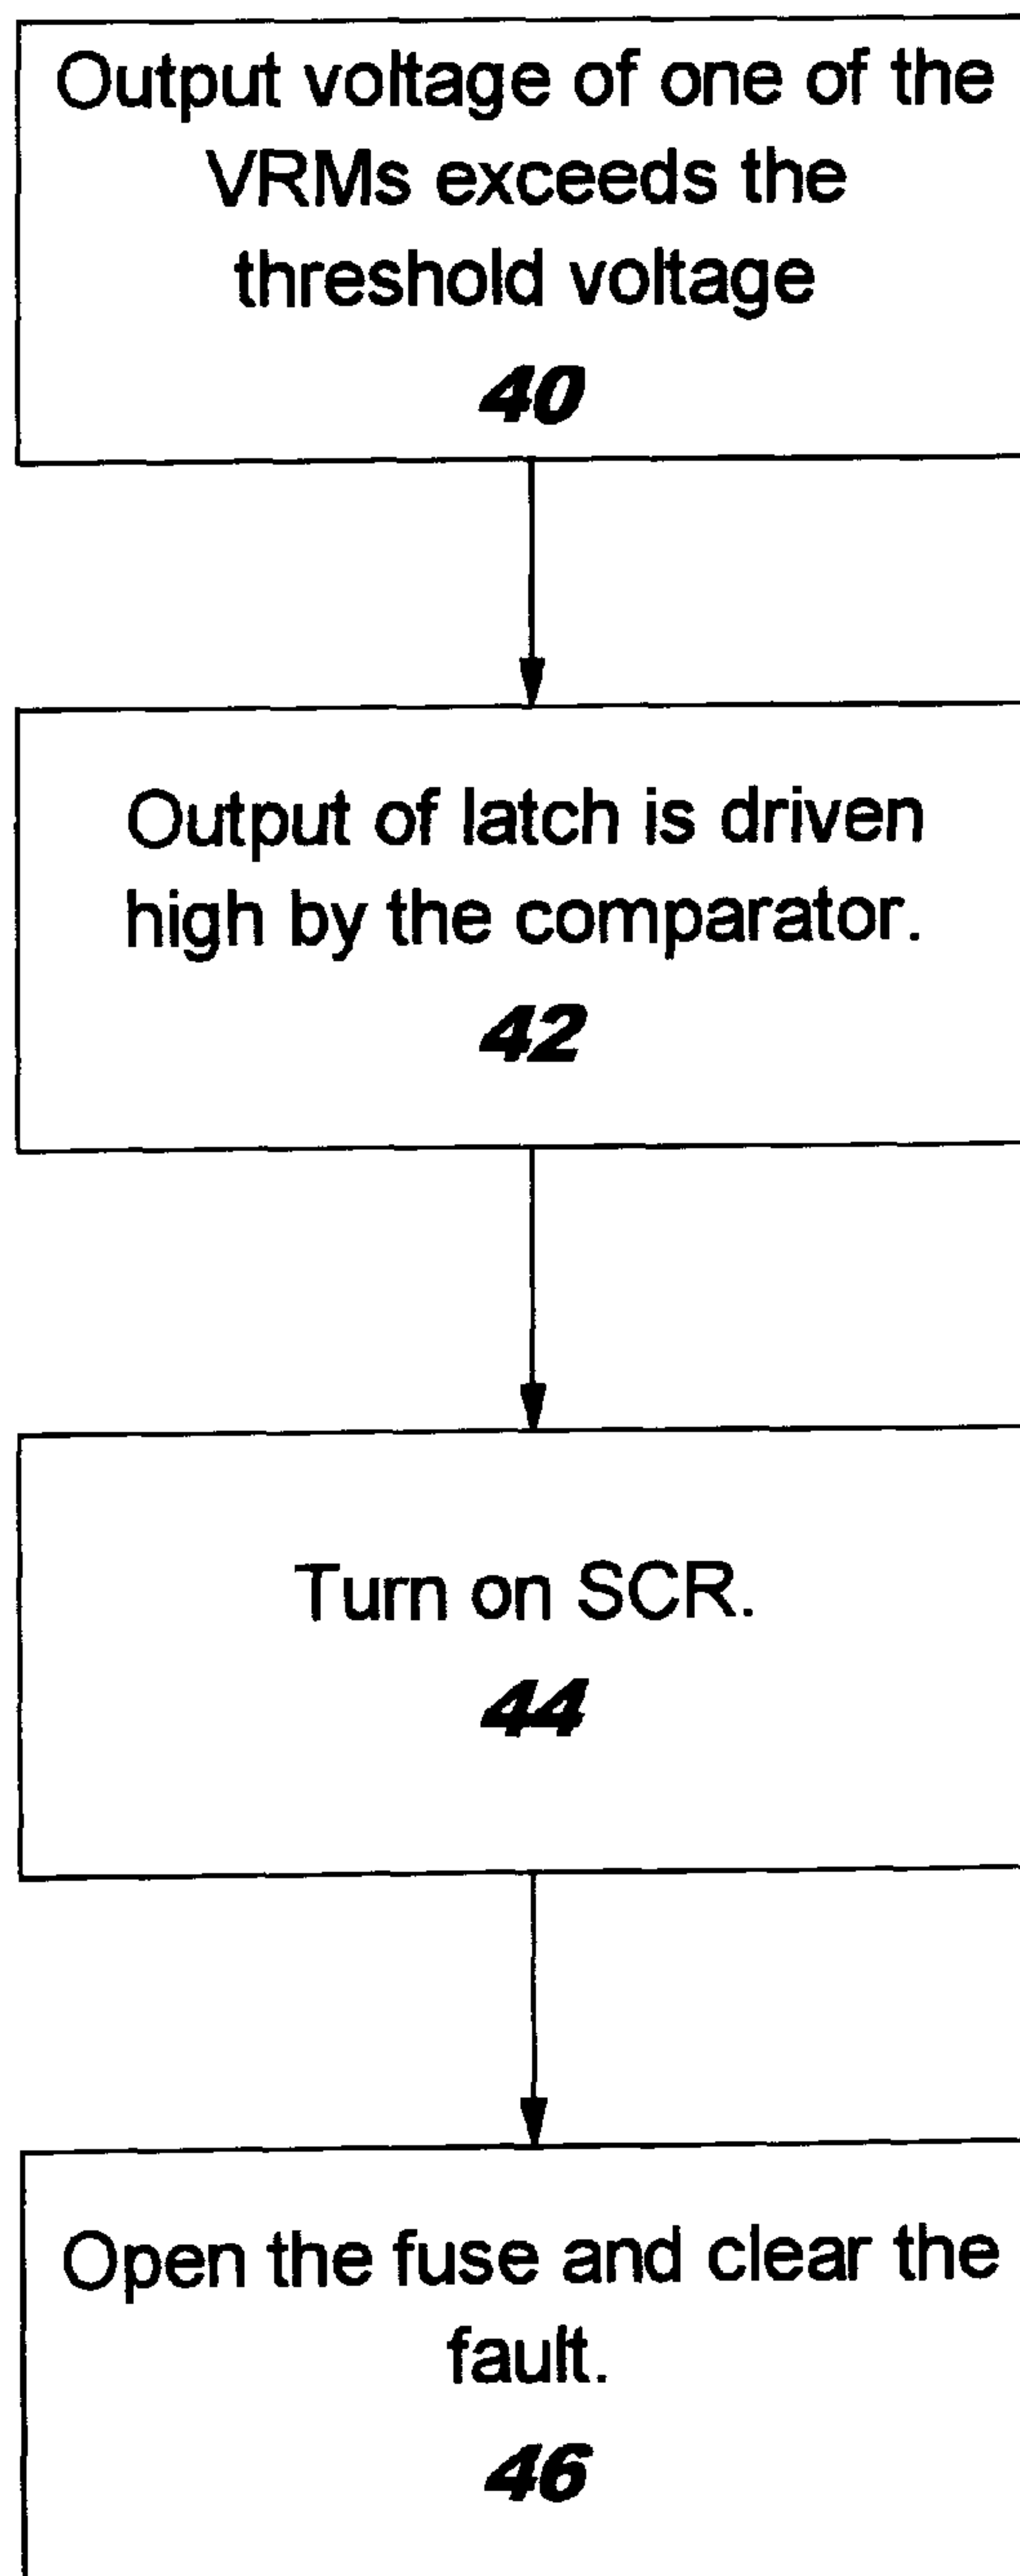 Output voltage of one of the
VRMs exceeds the
threshold voltage
40
Output of latch is driven
high by the comparator.
42
Turn on SCR.
44
Open the fuse and clear the
fault.
46